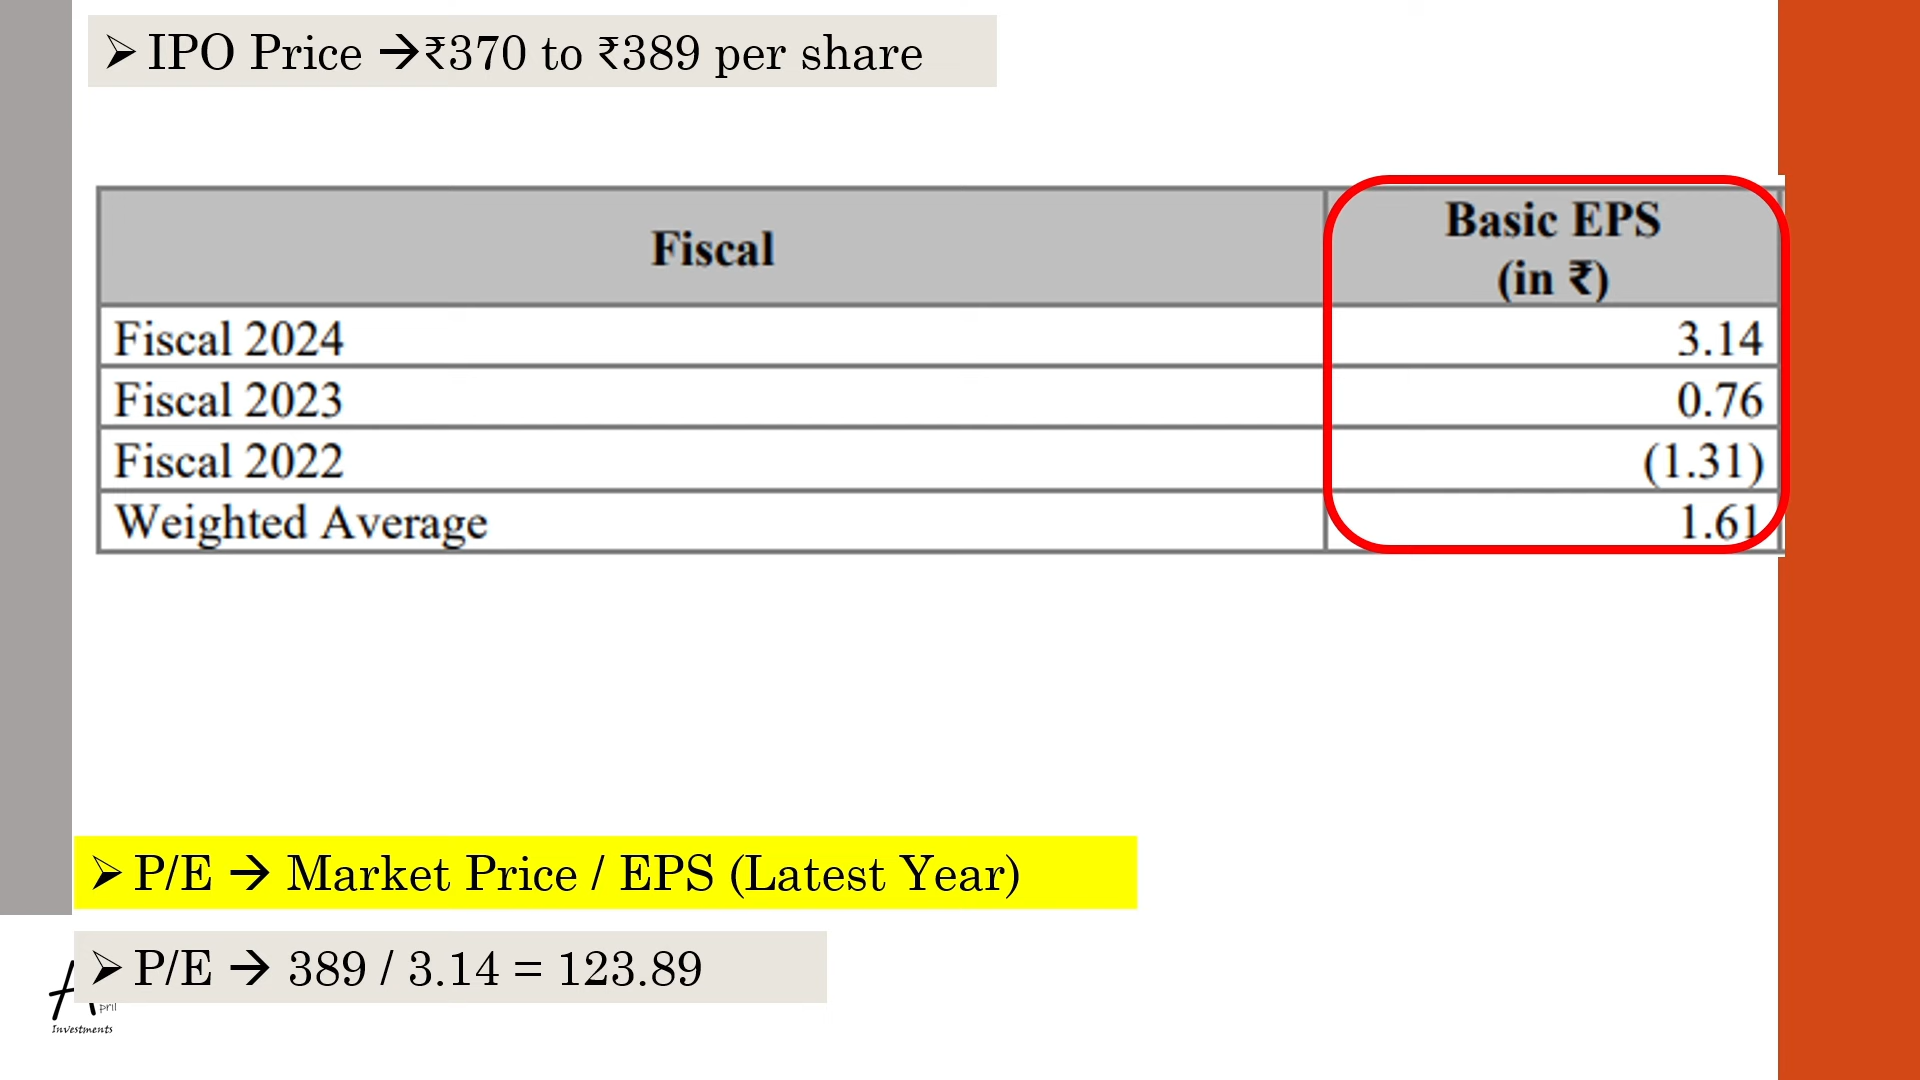 ➢ IPO Price →₹370 to ₹389 per share
Fiscal
Basic EPS
(in ₹)
Fiscal 2024 3.14
Fiscal 2023 0.76
Fiscal 2022 (1.31)
Weighted Average 1.61
➢ P/E → Market Price / EPS (Latest Year)
➢ P/E → 389 / 3.14 = 123.89
April
Investments